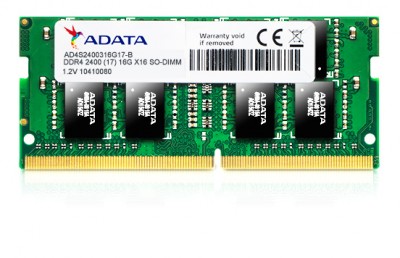 ADATA
AD4S2400316G17-B
DDR4 2400 (17) 16G X16 SO-DIMM
1.2V 10410080
Warranty void
if removed
CE
ADATA
ADATA
ADATA
ADATA